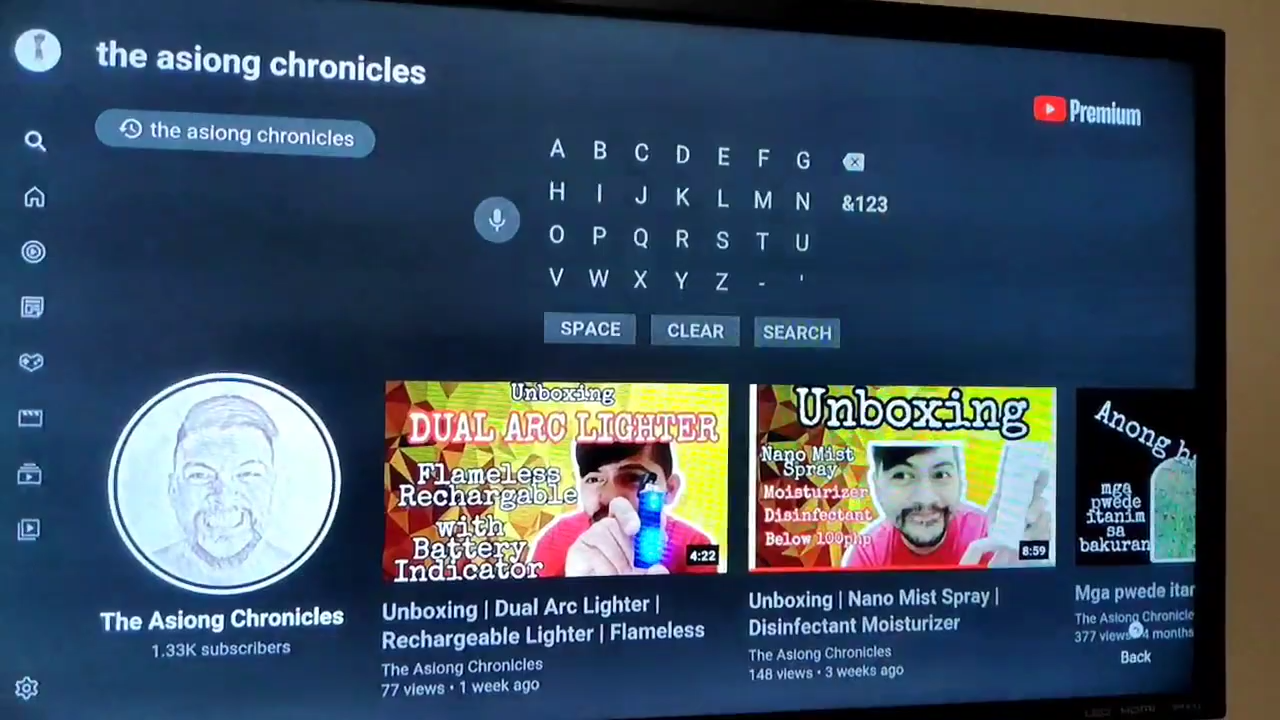 the asiong chronicles
Premium
the asiong chronicles
A B C D E F G
H I J K L M N &123
O P Q R S T U
V W X Y Z - '
SPACE CLEAR SEARCH
Unboxing
DUAL ARC LIGHTER
Flameless
Rechargable
with
Battery
Indicator
4:22
Unboxing
Nano Mist
Spray
Moisturizer
Disinfectant
Below 100php
8:59
Anong
mga
pwede
itanim
sa
bakuran
The Asiong Chronicles
1.33K subscribers
Unboxing | Dual Arc Lighter |
Rechargeable Lighter | Flameless
The Asiong Chronicles
77 views • 1 week ago
Unboxing | Nano Mist Spray |
Disinfectant Moisturizer
The Asiong Chronicles
148 views • 3 weeks ago
Mga pwede itar
The Asiong Chronicle
377 views 4 months
Back
HDMI